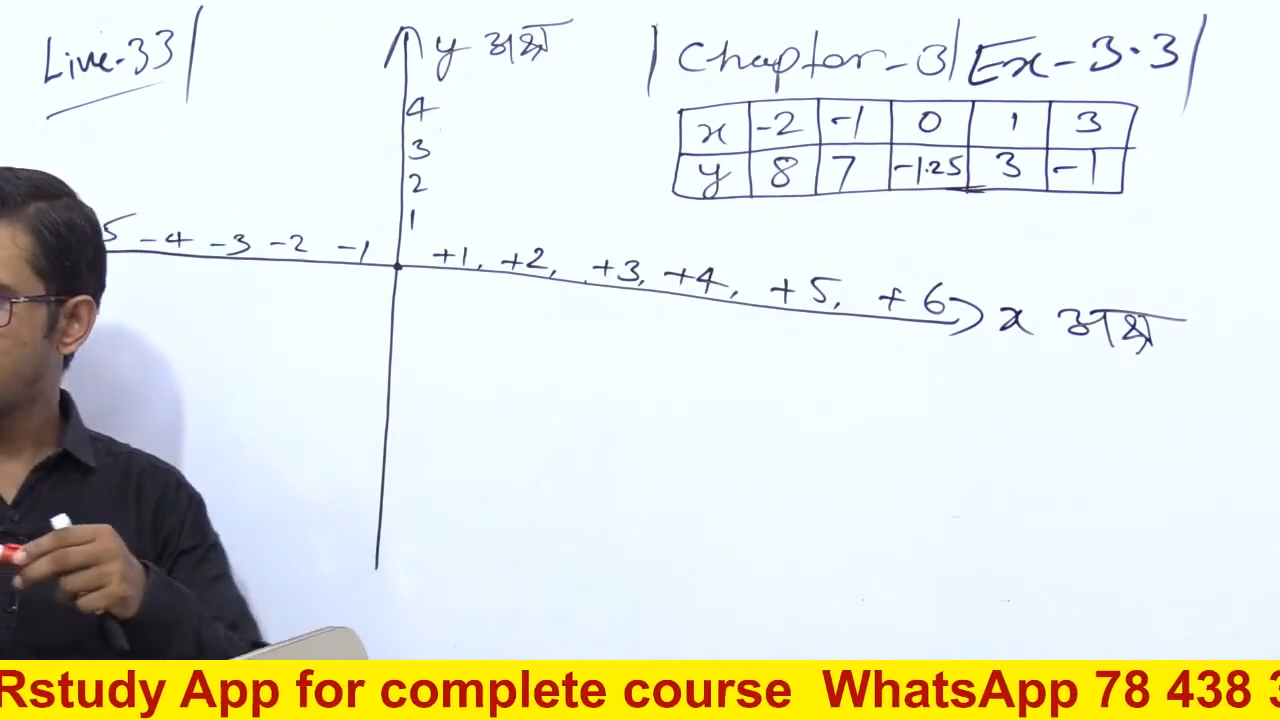 Live-33
y अक्ष
Chapter-3 Ex-3.3
x -2 -1 0 1 3
y 8 7 -1.25 3 -1
4
3
2
1
5 -4 -3 -2 -1 +1, +2, +3, +4, +5, +6 x अक्ष
Rstudy App for complete course WhatsApp 78 438 3